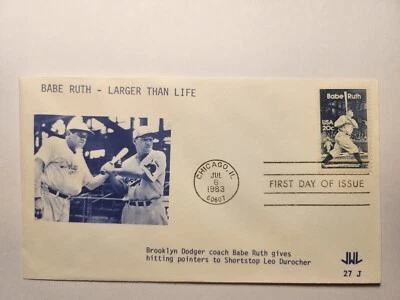 BABE RUTH - LARGER THAN LIFE
Babe Ruth
USA
20c
CHICAGO, IL
JUL
6
1983
60607
FIRST DAY OF ISSUE
Brooklyn Dodger coach Babe Ruth gives
hitting pointers to Shortstop Leo Durocher
JWL
27 J